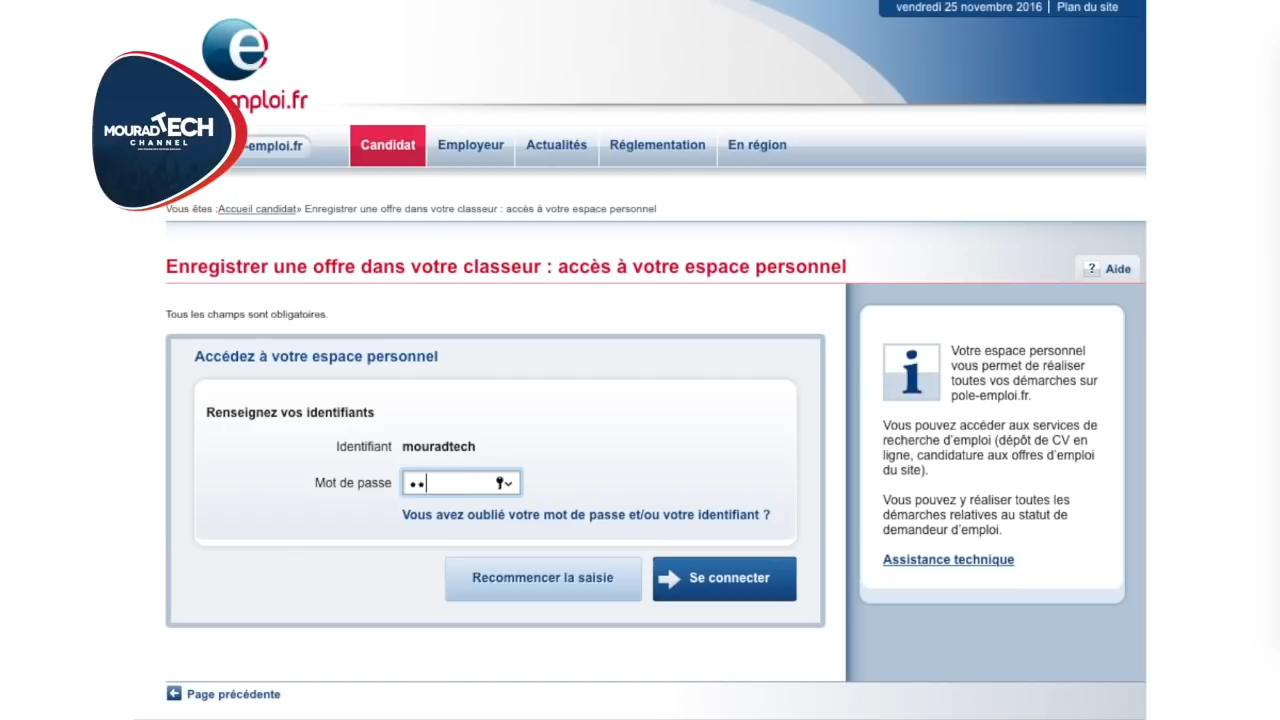 vendredi 25 novembre 2016 | Plan du site
e
mploi.fr
MOURADTECH
CHANNEL
-emploi.fr
Candidat
Employeur
Actualités
Réglementation
En région
Vous êtes :Accueil candidat» Enregistrer une offre dans votre classeur : accès à votre espace personnel
Enregistrer une offre dans votre classeur : accès à votre espace personnel
? Aide
Tous les champs sont obligatoires.
Accédez à votre espace personnel
Renseignez vos identifiants
Identifiant mouradtech
Mot de passe ••
Vous avez oublié votre mot de passe et/ou votre identifiant ?
Recommencer la saisie
Se connecter
i
Votre espace personnel
vous permet de réaliser
toutes vos démarches sur
pole-emploi.fr.
Vous pouvez accéder aux services de
recherche d'emploi (dépôt de CV en
ligne, candidature aux offres d'emploi
du site).
Vous pouvez y réaliser toutes les
démarches relatives au statut de
demandeur d'emploi.
Assistance technique
Page précédente